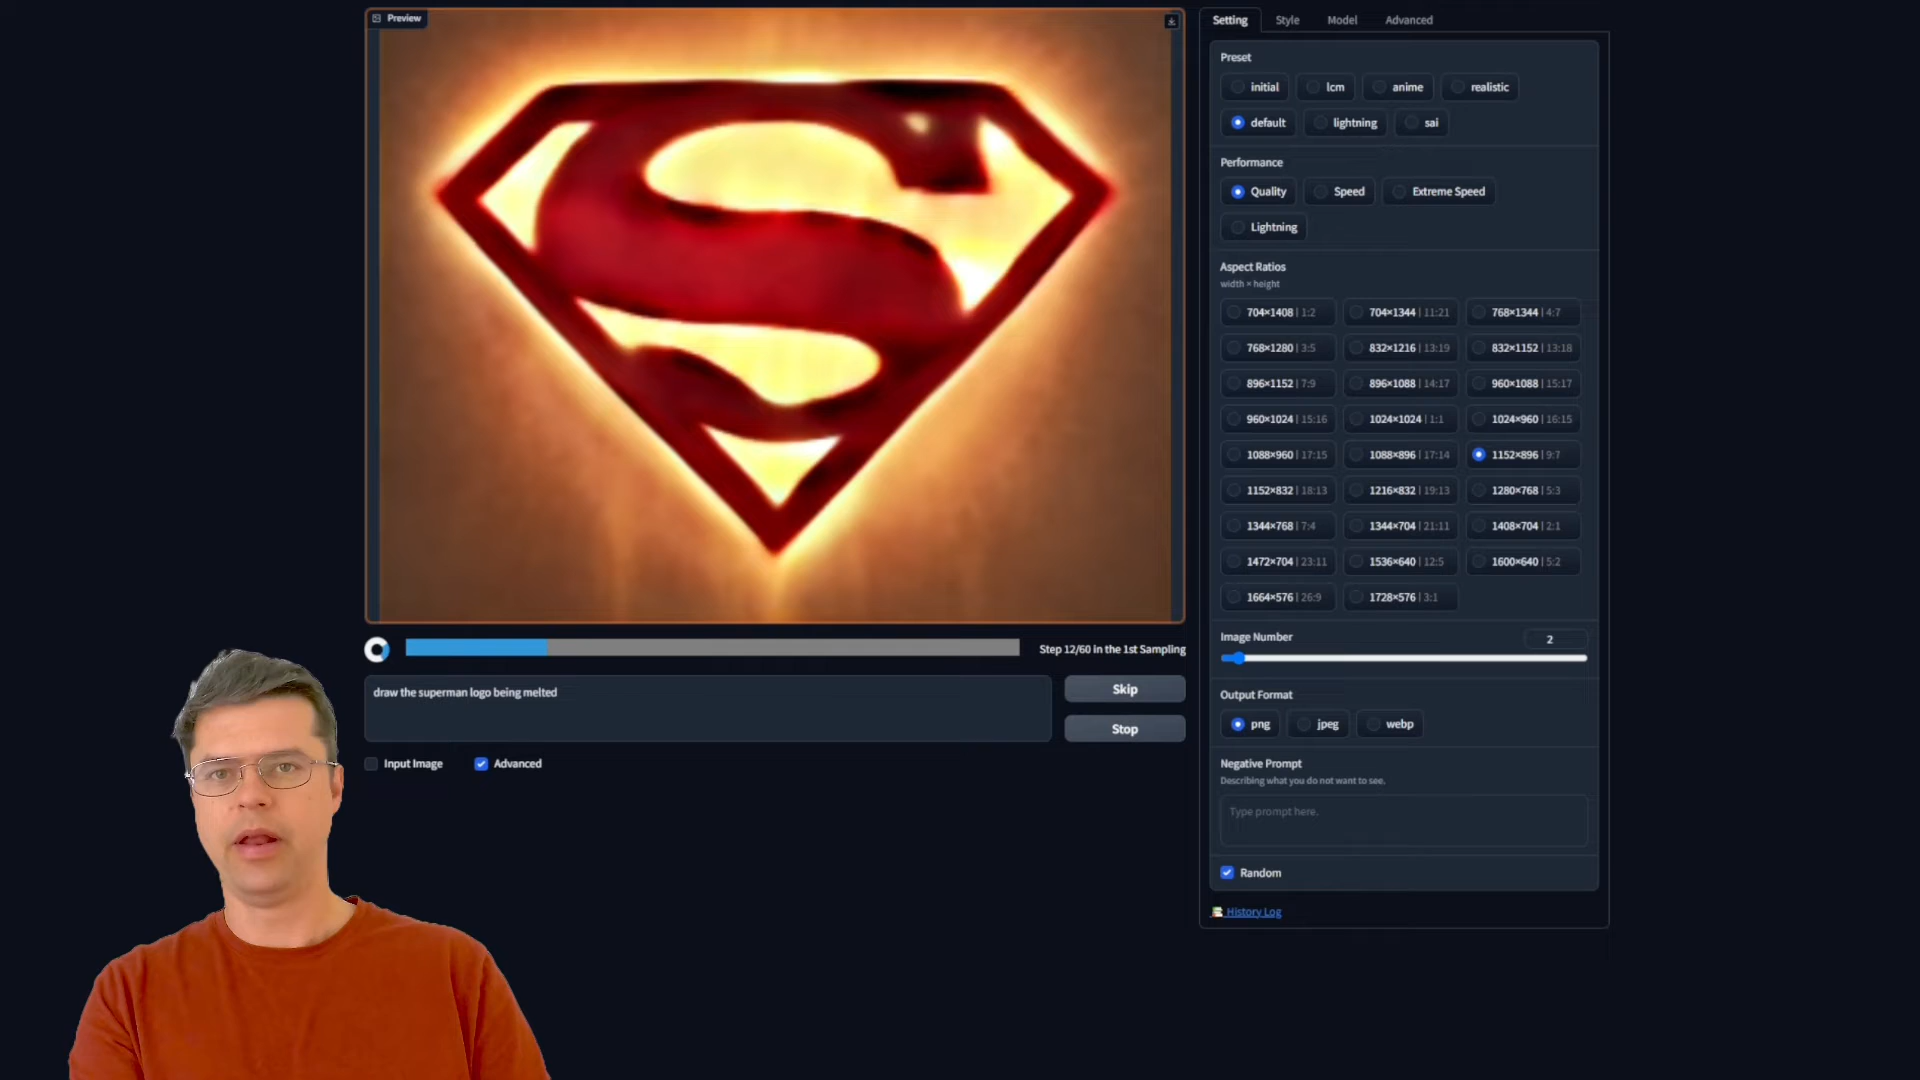 Preview
Step 12/60 in the 1st Sampling
draw the superman logo being melted
Skip
Stop
Input Image
Advanced
Setting
Style
Model
Advanced
Preset
initial
lcm
anime
realistic
default
lightning
sai
Performance
Quality
Speed
Extreme Speed
Lightning
Aspect Ratios
width × height
704×1408 | 1:2
704×1344 | 11:21
768×1344 | 4:7
768×1280 | 3:5
832×1216 | 13:19
832×1152 | 13:18
896×1152 | 7:9
896×1088 | 14:17
960×1088 | 15:17
960×1024 | 15:16
1024×1024 | 1:1
1024×960 | 16:15
1088×960 | 17:15
1088×896 | 17:14
1152×896 | 9:7
1152×832 | 18:13
1216×832 | 19:13
1280×768 | 5:3
1344×768 | 7:4
1344×704 | 21:11
1408×704 | 2:1
1472×704 | 23:11
1536×640 | 12:5
1600×640 | 5:2
1664×576 | 26:9
1728×576 | 3:1
Image Number
2
Output Format
png
jpeg
webp
Negative Prompt
Describing what you do not want to see.
Type prompt here.
Random
History Log